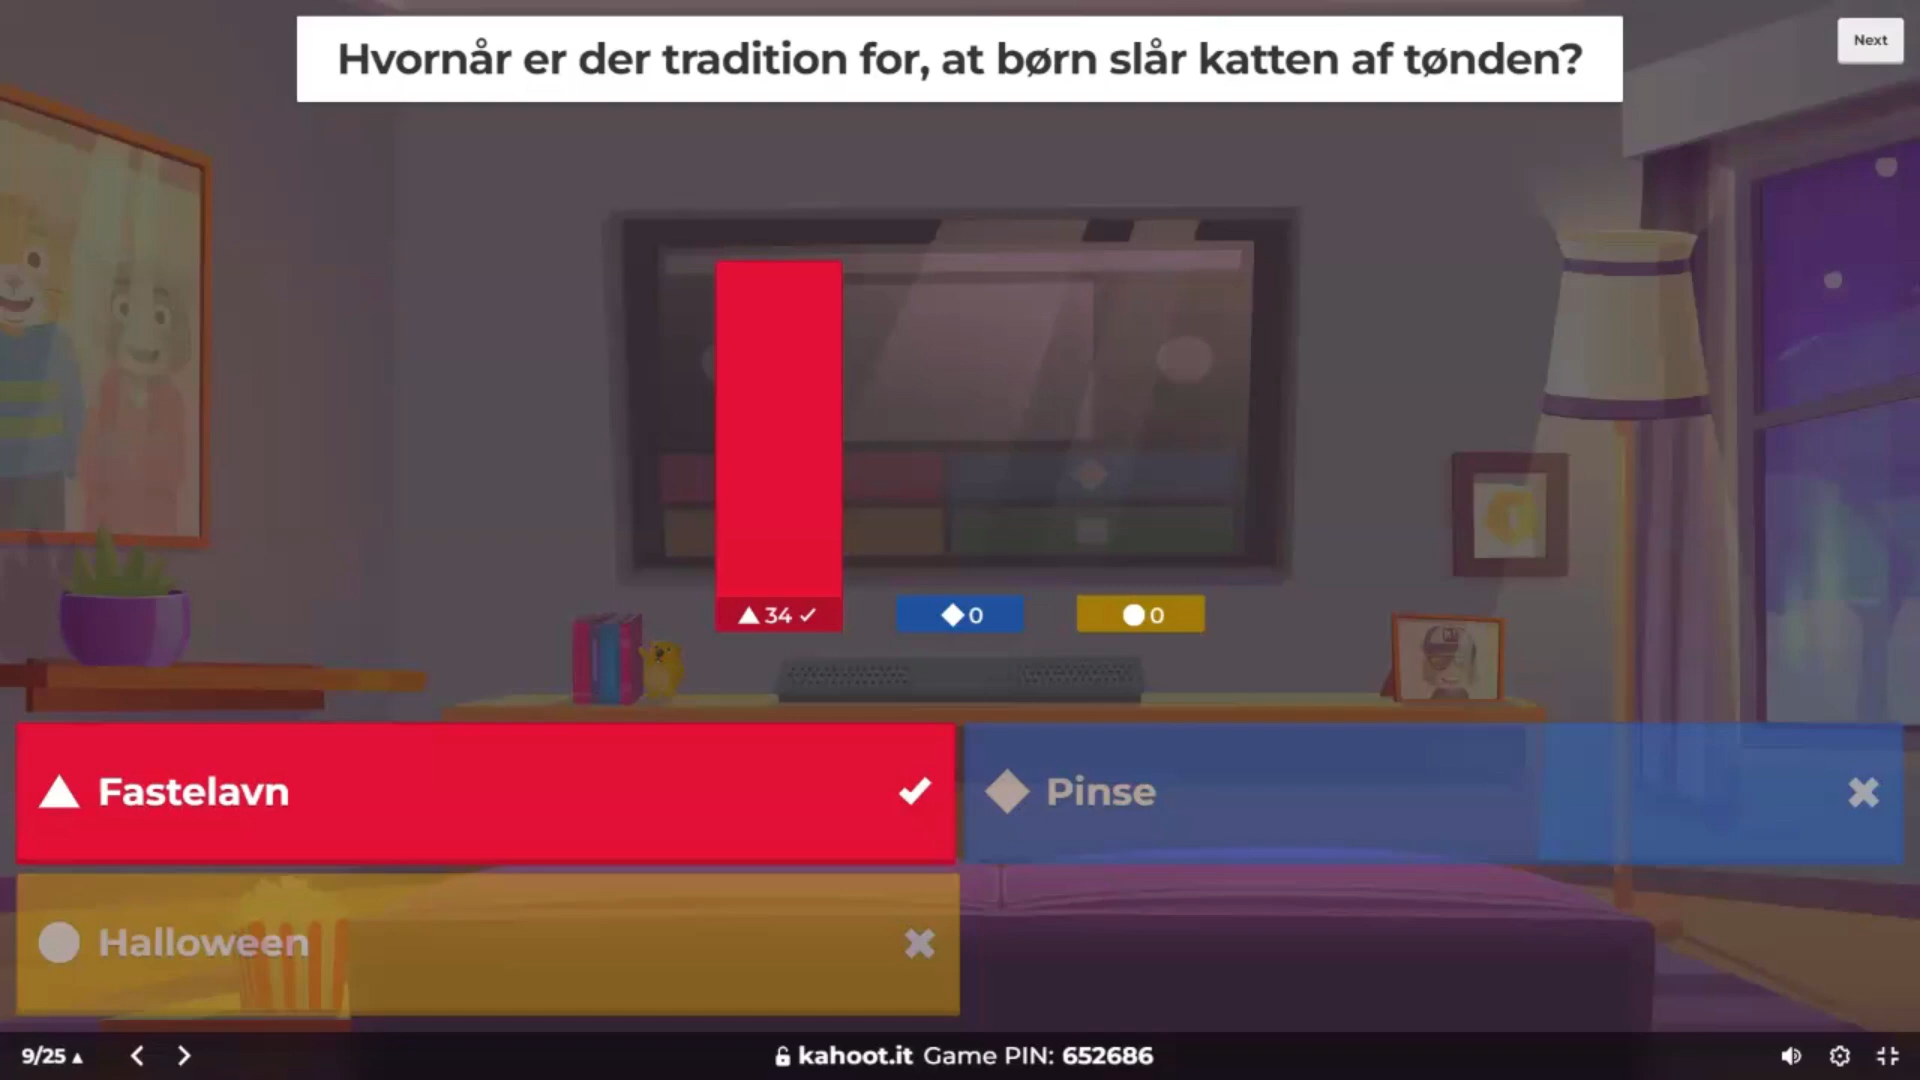 Hvornår er der tradition for, at børn slår katten af tønden?
Next
34
0
0
Fastelavn
Pinse
Halloween
9/25
kahoot.it Game PIN: 652686